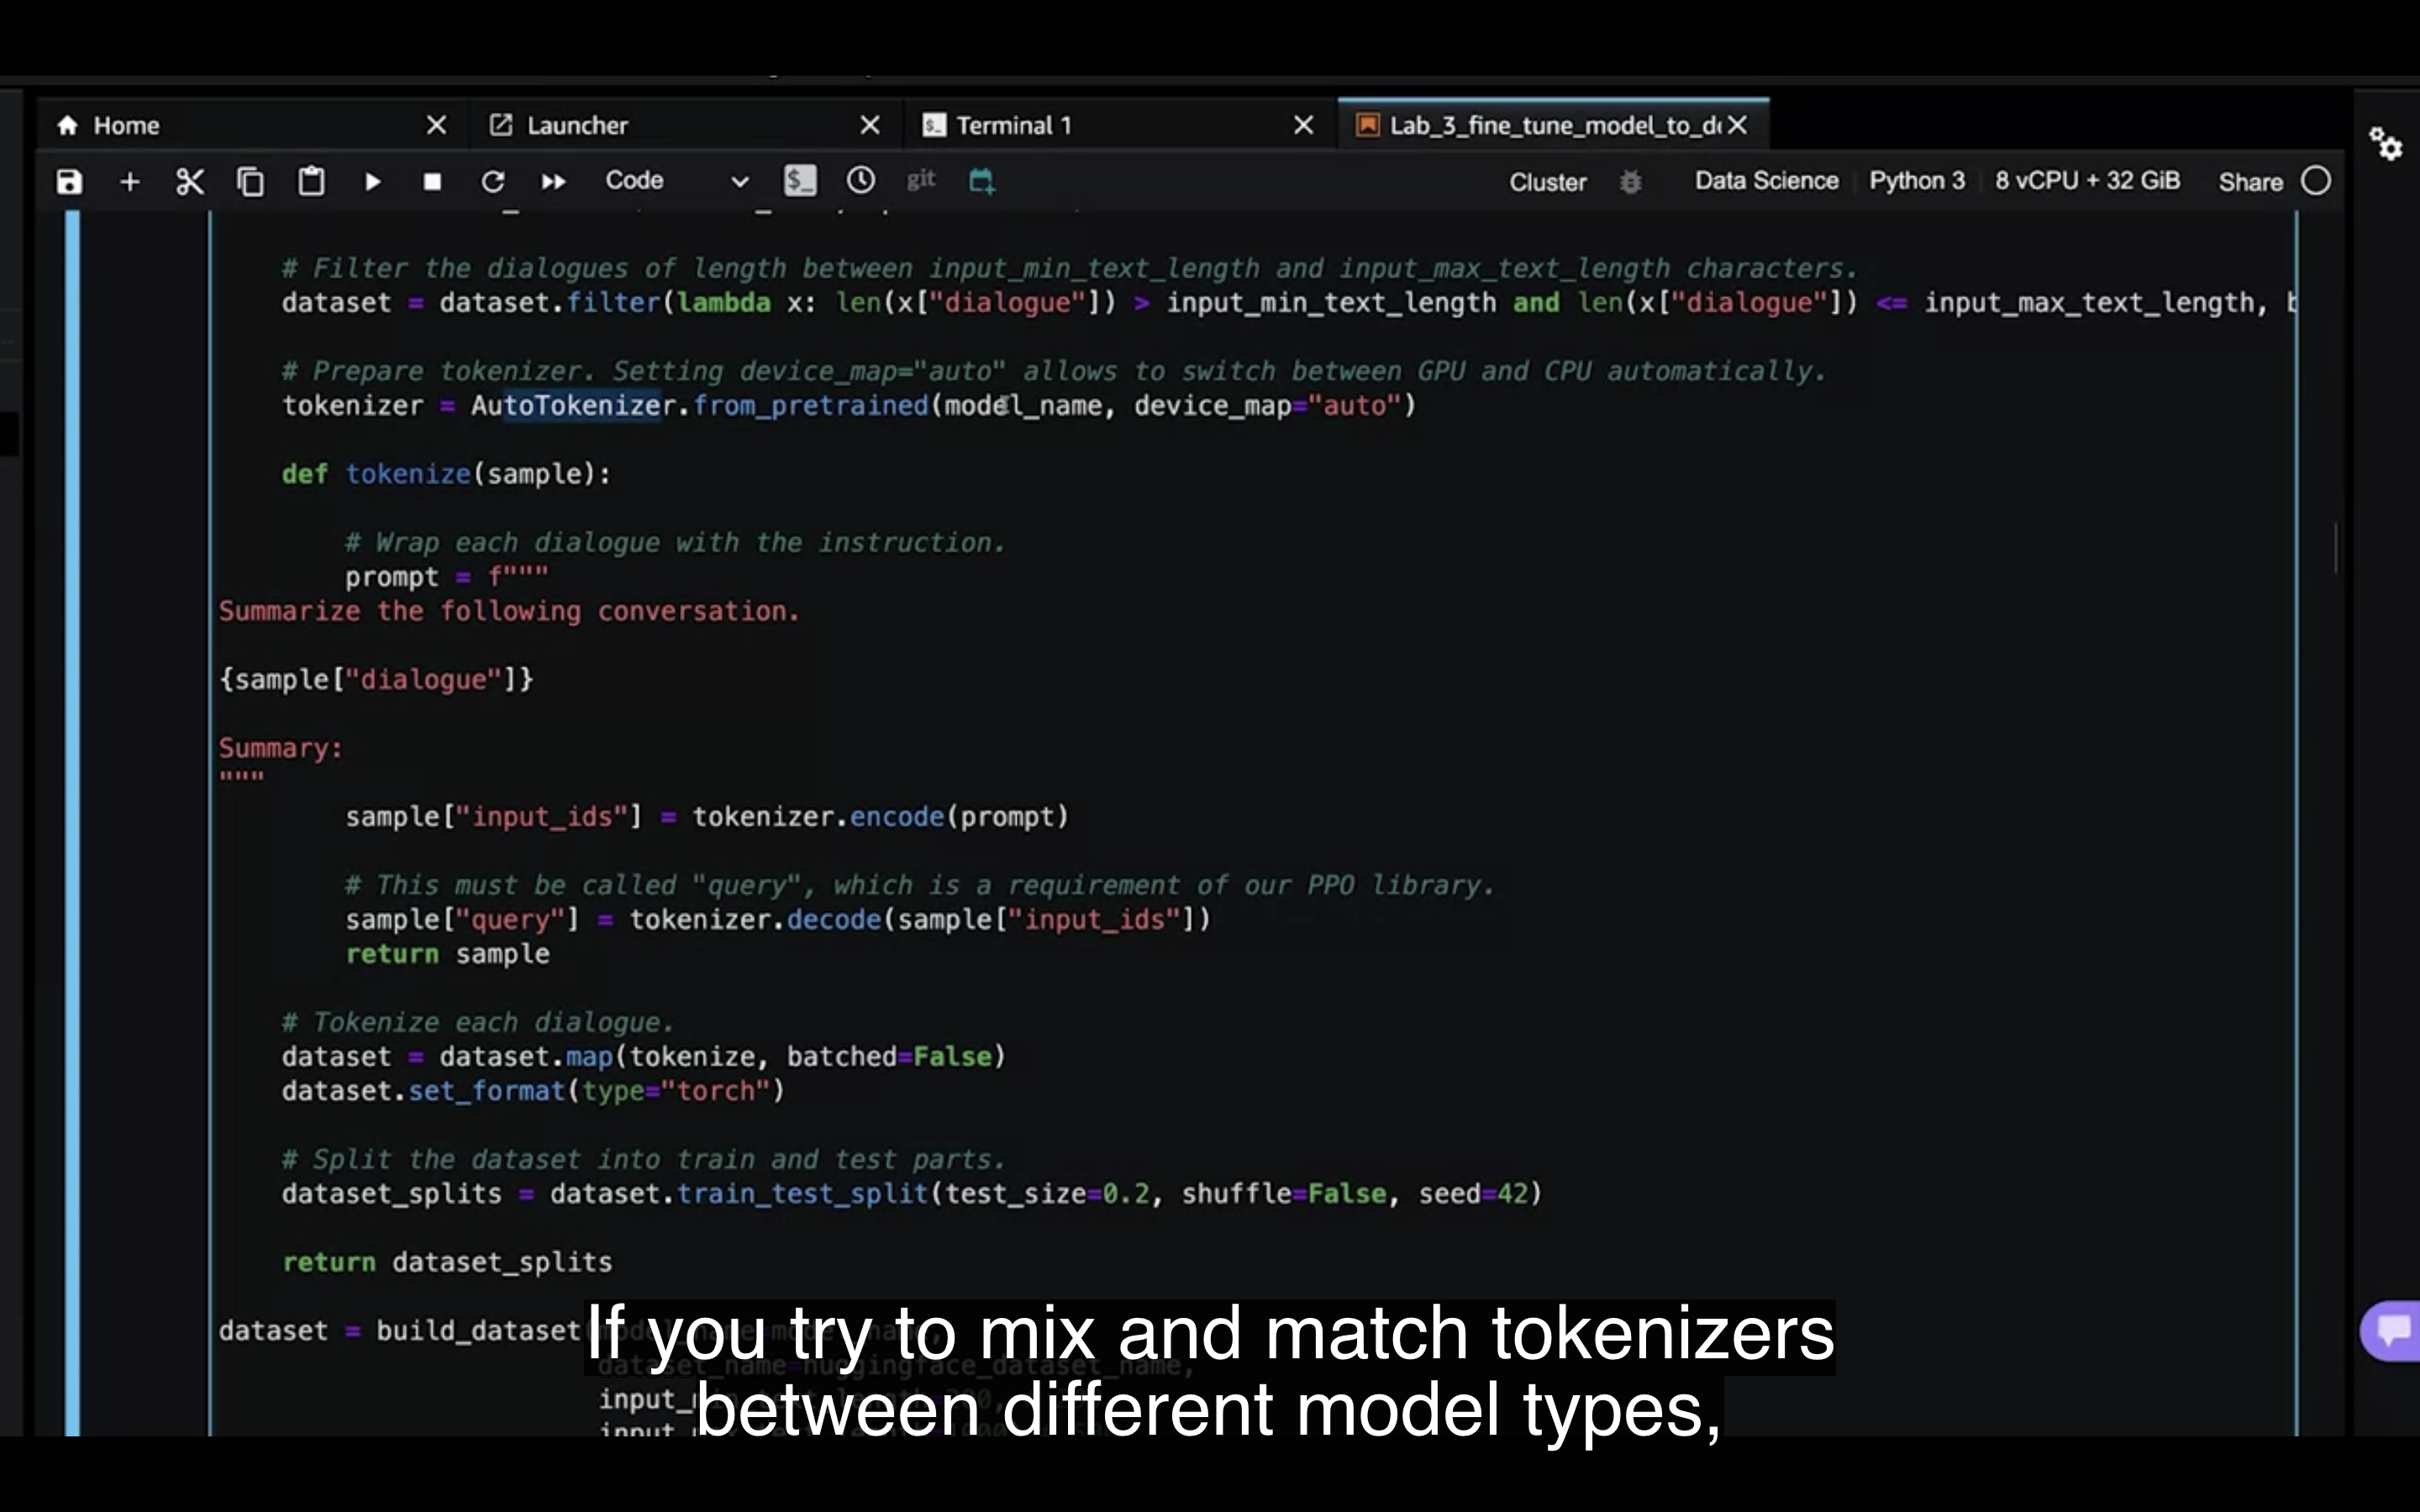 Home
Launcher
Terminal 1
Lab_3_fine_tune_model_to_d
Code
git
Cluster
Data Science
Python 3
8 vCPU + 32 GiB
Share
# Filter the dialogues of length between input_min_text_length and input_max_text_length characters.
dataset = dataset.filter(lambda x: len(x["dialogue"]) > input_min_text_length and len(x["dialogue"]) <= input_max_text_length, b
# Prepare tokenizer. Setting device_map="auto" allows to switch between GPU and CPU automatically.
tokenizer = AutoTokenizer.from_pretrained(model_name, device_map="auto")
def tokenize(sample):
# Wrap each dialogue with the instruction.
prompt = f"""
Summarize the following conversation.
{sample["dialogue"]}
Summary:
"""
sample["input_ids"] = tokenizer.encode(prompt)
# This must be called "query", which is a requirement of our PPO library.
sample["query"] = tokenizer.decode(sample["input_ids"])
return sample
# Tokenize each dialogue.
dataset = dataset.map(tokenize, batched=False)
dataset.set_format(type="torch")
# Split the dataset into train and test parts.
dataset_splits = dataset.train_test_split(test_size=0.2, shuffle=False, seed=42)
return dataset_splits
dataset = build_dataset
dataset_name=huggingface_dataset_name,
If you try to mix and match tokenizers
between different model types,